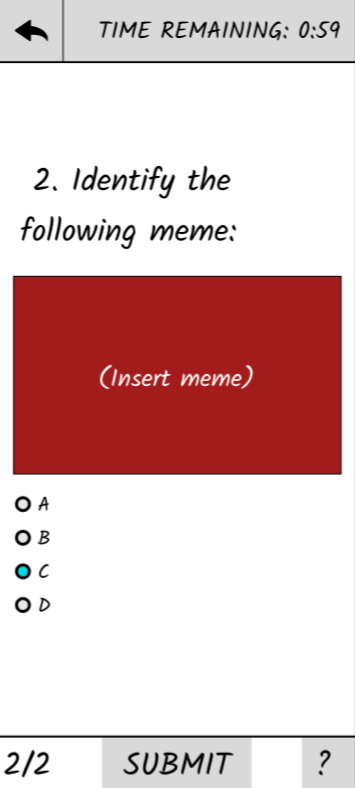 TIME REMAINING: 0:59
2. Identify the
following meme:
(Insert meme)
A
B
C
D
2/2 SUBMIT ?